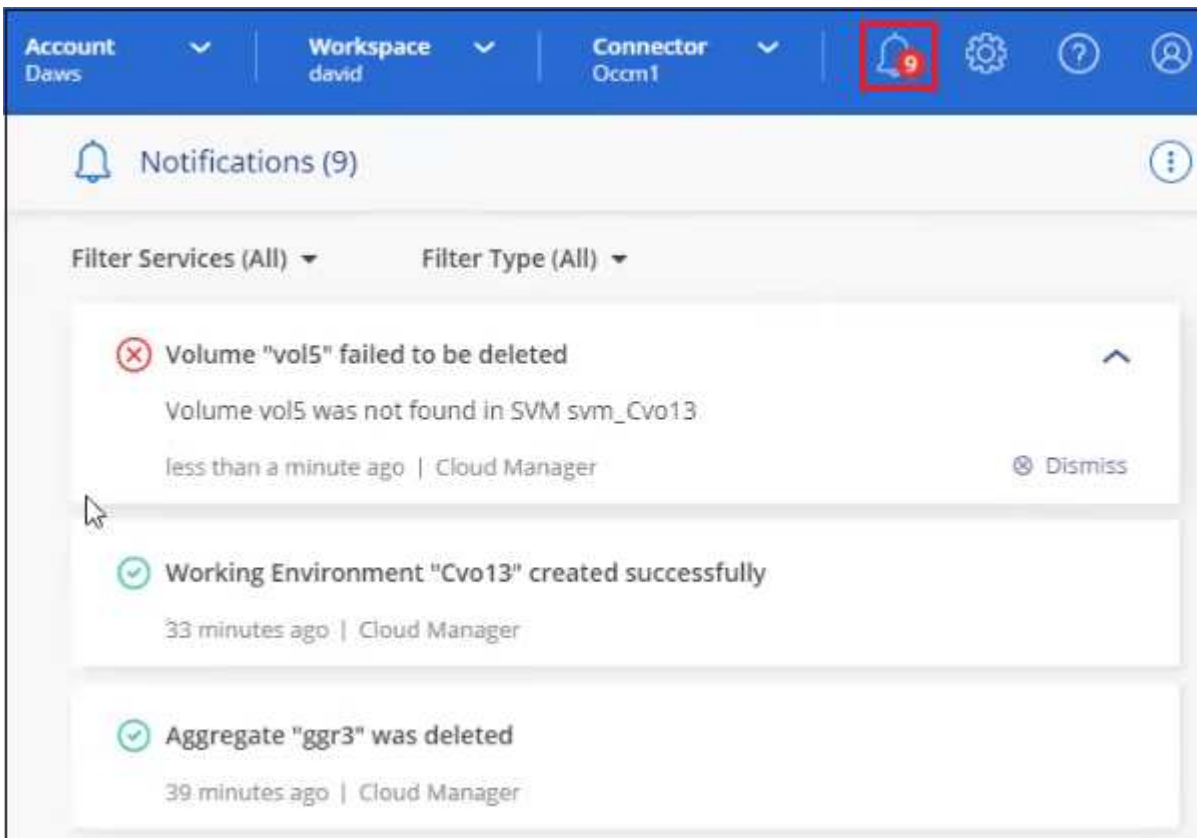 Account Workspace Connector
Daws david Occm1 9
Notifications (9)
Filter Services (All) Filter Type (All)
Volume "vol5" failed to be deleted
Volume vol5 was not found in SVM svm_Cvo13
less than a minute ago | Cloud Manager Dismiss
Working Environment "Cvo13" created successfully
33 minutes ago | Cloud Manager
Aggregate "ggr3" was deleted
39 minutes ago | Cloud Manager